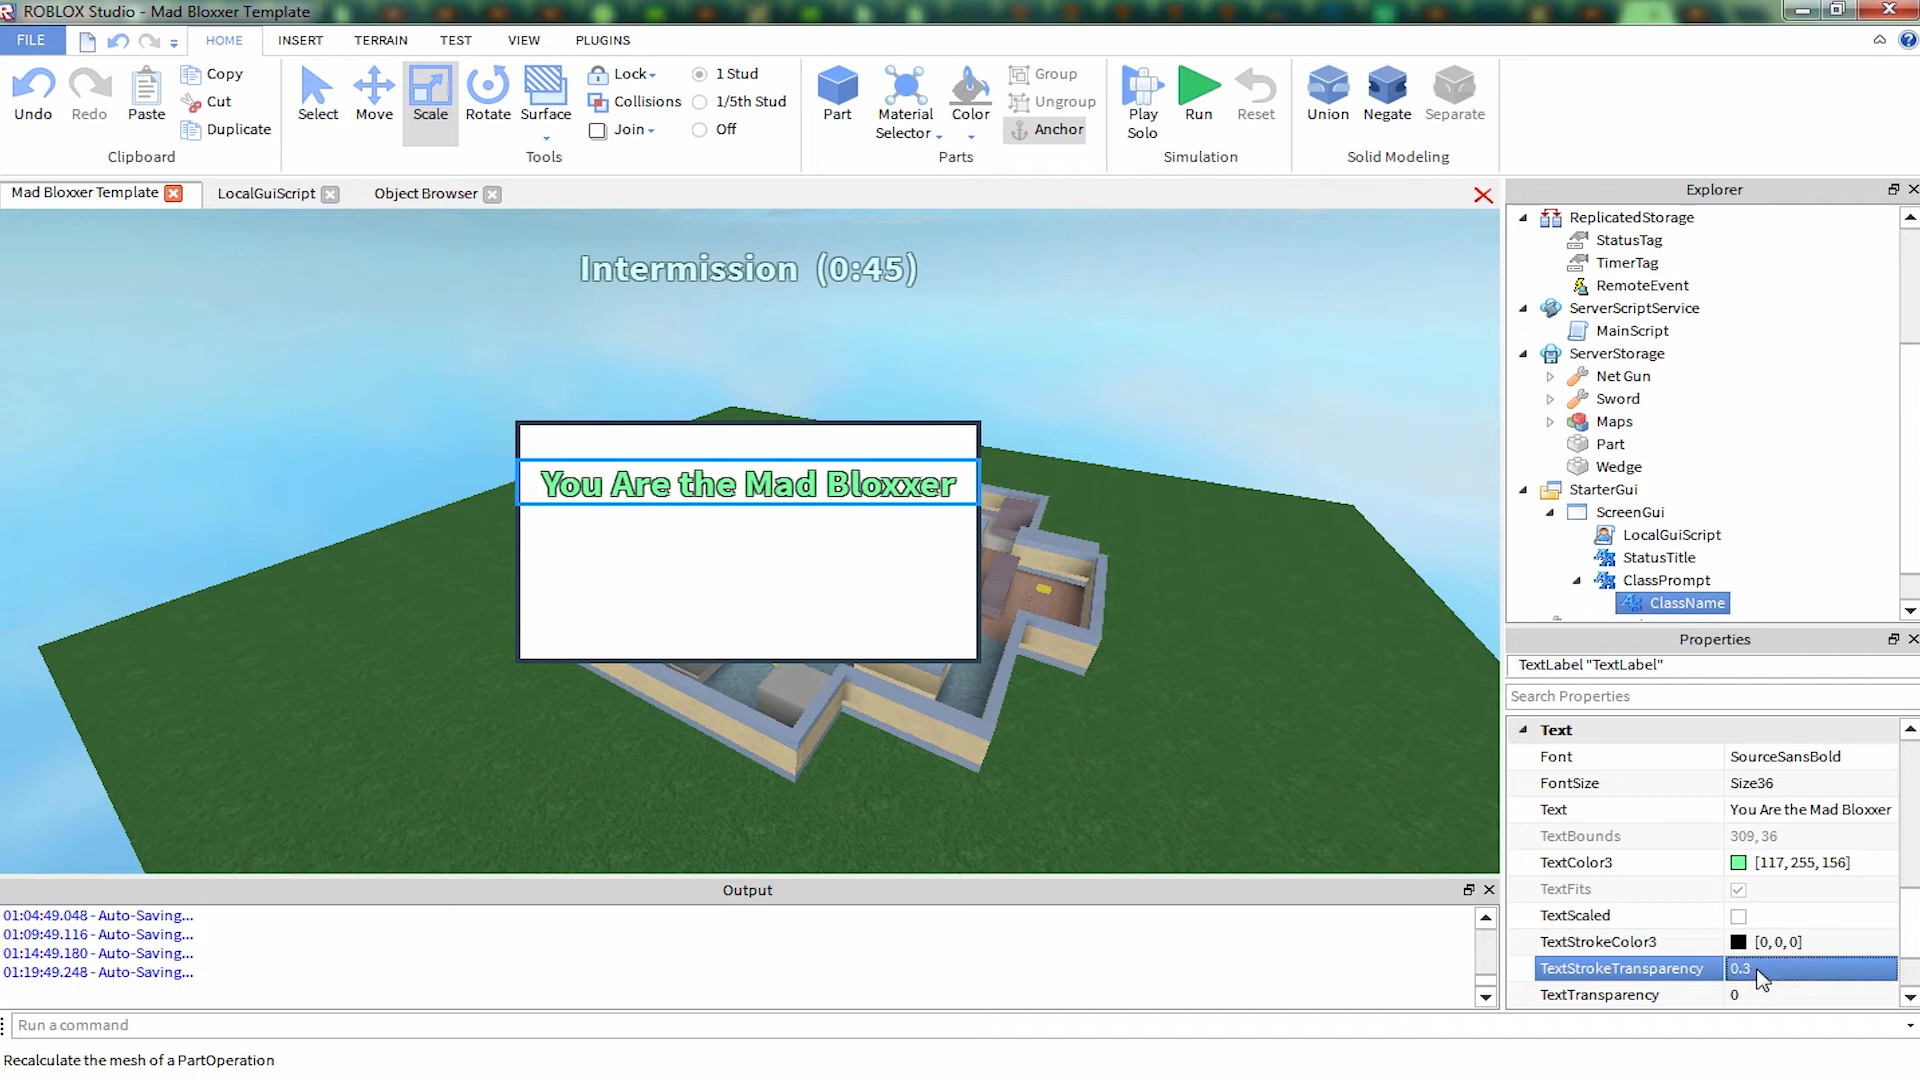 ROBLOX Studio - Mad Bloxxer Template
FILE HOME INSERT TERRAIN TEST VIEW PLUGINS
Undo Redo Paste Copy Cut Duplicate
Clipboard
Select Move Scale Rotate Surface Lock Collisions Join 1 Stud 1/5th Stud Off
Tools
Part Material Selector Color Group Ungroup Anchor
Parts
Play Solo Run Reset
Simulation
Union Negate Separate
Solid Modeling
Mad Bloxxer Template LocalGuiScript Object Browser
Intermission (0:45)
You Are the Mad Bloxxer
Explorer
ReplicatedStorage
StatusTag
TimerTag
RemoteEvent
ServerScriptService
MainScript
ServerStorage
Net Gun
Sword
Maps
Part
Wedge
StarterGui
ScreenGui
LocalGuiScript
StatusTitle
ClassPrompt
ClassName
Properties
TextLabel "TextLabel"
Search Properties
Text
Font SourceSansBold
FontSize Size36
Text You Are the Mad Bloxxer
TextBounds 309, 36
TextColor3 [117, 255, 156]
TextFits
TextScaled
TextStrokeColor3 [0, 0, 0]
TextStrokeTransparency 0.3
TextTransparency 0
Output
01:04:49.048 - Auto-Saving...
01:09:49.116 - Auto-Saving...
01:14:49.180 - Auto-Saving...
01:19:49.248 - Auto-Saving...
Run a command
Recalculate the mesh of a PartOperation